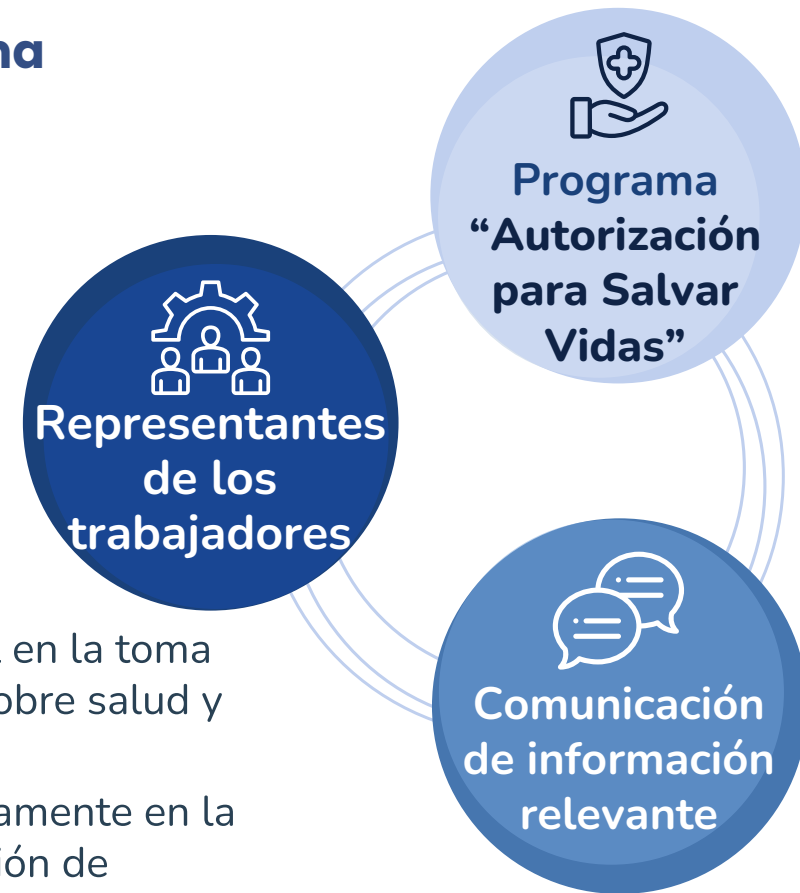 na
Programa
“Autorización
para Salvar
Vidas”
Representantes
de los
trabajadores
en la toma
obre salud y
amente en la
ión de
Comunicación
de información
relevante